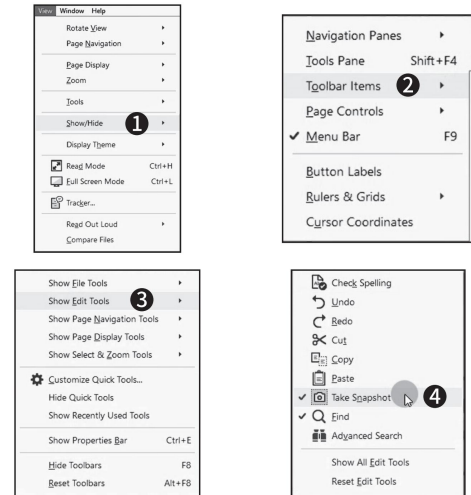 View Window Help
Rotate View
Page Navigation
Page Display
Zoom
Tools
Show/Hide 1
Display Theme
Read Mode Ctrl+H
Full Screen Mode Ctrl+L
Tracker...
Read Out Loud
Compare Files
Navigation Panes
Tools Pane Shift+F4
Toolbar Items 2
Page Controls
Menu Bar F9
Button Labels
Rulers & Grids
Cursor Coordinates
Show File Tools
Show Edit Tools 3
Show Page Navigation Tools
Show Page Display Tools
Show Select & Zoom Tools
Customize Quick Tools...
Hide Quick Tools
Show Recently Used Tools
Show Properties Bar Ctrl+E
Hide Toolbars F8
Reset Toolbars Alt+F8
Check Spelling
Undo
Redo
Cut
Copy
Paste
Take Snapshot 4
Find
Advanced Search
Show All Edit Tools
Reset Edit Tools